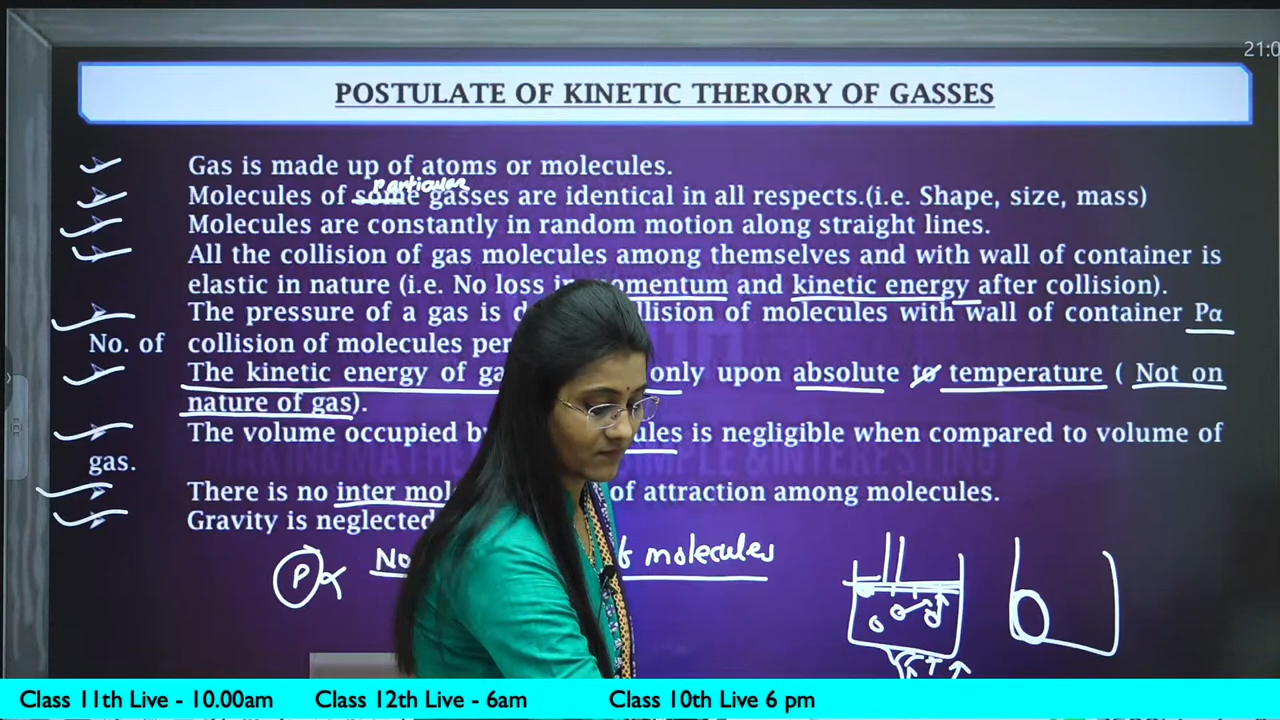 21:0
POSTULATE OF KINETIC THERORY OF GASSES
Gas is made up of atoms or molecules.
particular
Molecules of some gasses are identical in all respects.(i.e. Shape, size, mass)
Molecules are constantly in random motion along straight lines.
All the collision of gas molecules among themselves and with wall of container is
elastic in nature (i.e. No loss in momentum and kinetic energy after collision).
The pressure of a gas is of molecules with wall of container Pα
No. of collision of molecules per
The kinetic energy of only upon absolute to temperature ( Not on
nature of gas).
The volume occupied is negligible when compared to volume of
gas.
There is no inter of attraction among molecules.
Gravity is neglected
P ∝ No molecules
Class 11th Live - 10.00am Class 12th Live - 6am Class 10th Live 6 pm